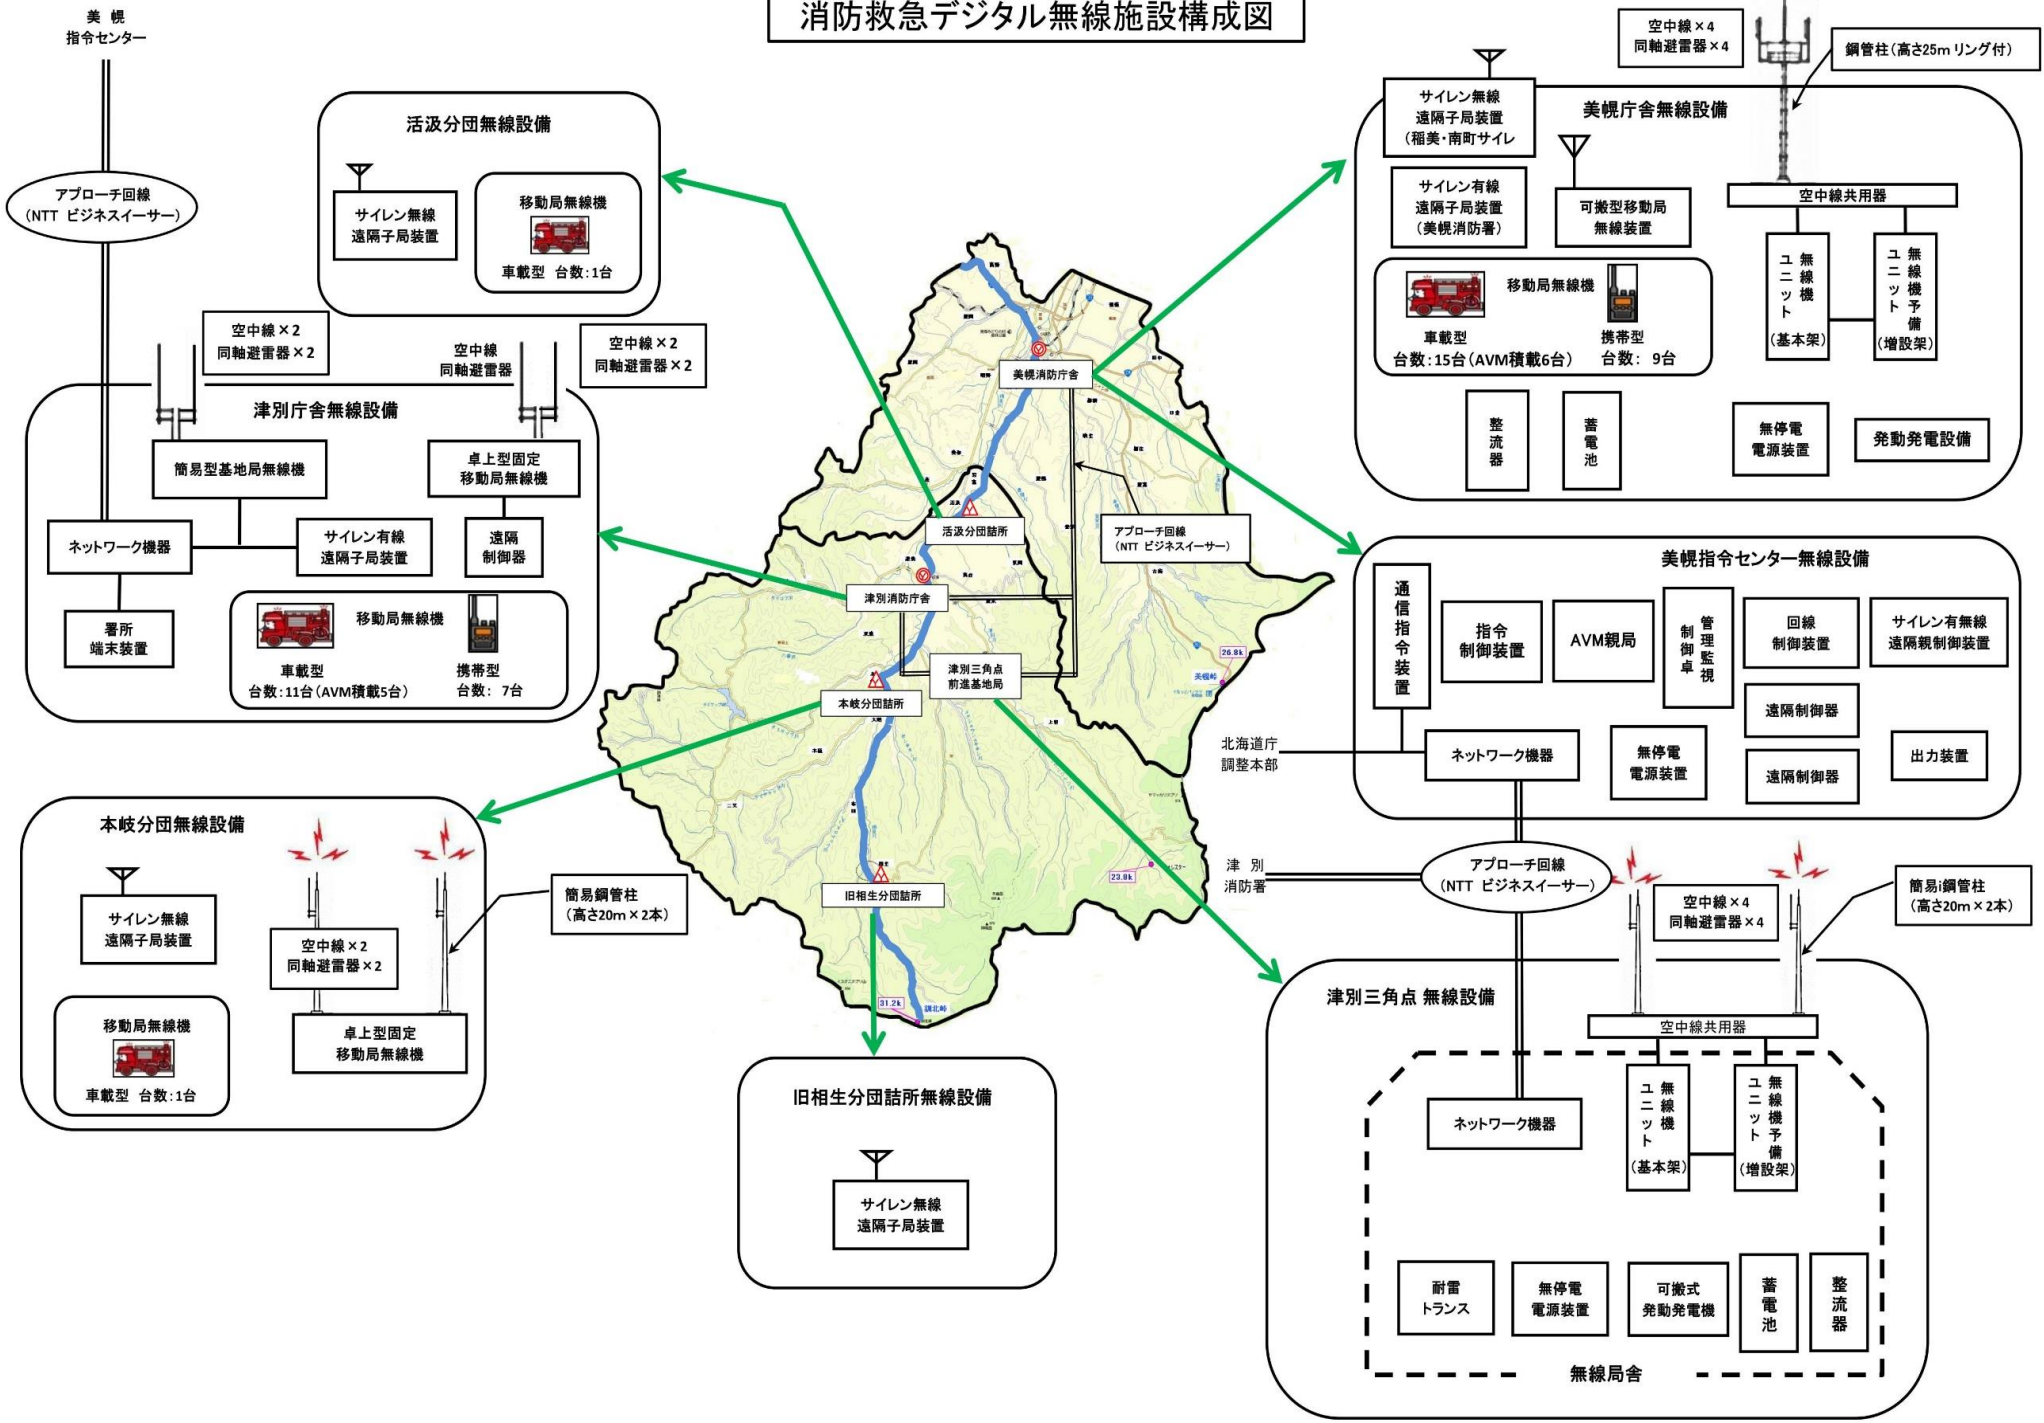 消防救急デジタル無線施設構成図
美 幌
指令センター
アプローチ回線
(NTT ビジネスイーサー)
活汲分団無線設備
サイレン無線
遠隔子局装置
移動局無線機
車載型 台数:1台
空中線×2
同軸避雷器×2
空中線
同軸避雷器
空中線×2
同軸避雷器×2
津別庁舎無線設備
簡易型基地局無線機
卓上型固定
移動局無線機
ネットワーク機器
サイレン有線
遠隔子局装置
遠隔
制御器
署所
端末装置
移動局無線機
車載型
台数:11台(AVM積載5台)
携帯型
台数: 7台
本岐分団無線設備
サイレン無線
遠隔子局装置
空中線×2
同軸避雷器×2
移動局無線機
車載型 台数:1台
卓上型固定
移動局無線機
簡易鋼管柱
(高さ20m×2本)
美幌消防庁舎
活汲分団詰所
アプローチ回線
(NTT ビジネスイーサー)
津別消防庁舎
津別三角点
前進基地局
本岐分団詰所
旧相生分団詰所
26.8k
美幌峠
23.8k
31.2k
釧北峠
旧相生分団詰所無線設備
サイレン無線
遠隔子局装置
空中線×4
同軸避雷器×4
鋼管柱(高さ25m リング付)
サイレン無線
遠隔子局装置
(稲美・南町サイレ
美幌庁舎無線設備
サイレン有線
遠隔子局装置
(美幌消防署)
可搬型移動局
無線装置
空中線共用器
無線機
ユニット
(基本架)
無線機予備
ユニット
(増設架)
移動局無線機
車載型
台数:15台(AVM積載6台)
携帯型
台数: 9台
整流器
蓄電池
無停電
電源装置
発動発電設備
美幌指令センター無線設備
通信指令装置
指令
制御装置
AVM親局
管理監視
制御卓
回線
制御装置
サイレン有無線
遠隔親制御装置
遠隔制御器
北海道庁
調整本部
ネットワーク機器
無停電
電源装置
遠隔制御器
出力装置
津 別
消防署
アプローチ回線
(NTT ビジネスイーサー)
空中線×4
同軸避雷器×4
簡易i鋼管柱
(高さ20m×2本)
津別三角点 無線設備
空中線共用器
ネットワーク機器
無線機
ユニット
(基本架)
無線機予備
ユニット
(増設架)
耐雷
トランス
無停電
電源装置
可搬式
発動発電機
蓄電池
整流器
無線局舎